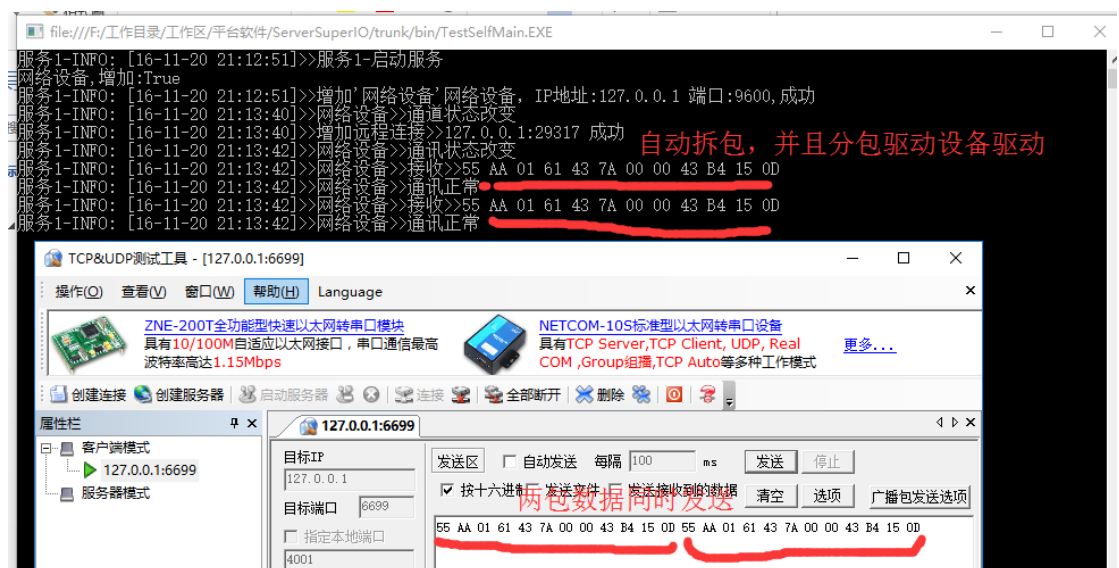 file:///F:/工作目录/工作区/平台软件/ServerSuperIO/trunk/bin/TestSelfMain.EXE
服务1-INFO: [16-11-20 21:12:51]>>服务1-启动服务
网络设备,增加:True
服务1-INFO: [16-11-20 21:12:51]>>增加'网络设备'网络设备, IP地址:127.0.0.1 端口:9600,成功
服务1-INFO: [16-11-20 21:13:40]>>网络设备>>通道状态改变
服务1-INFO: [16-11-20 21:13:40]>>增加远程连接>>127.0.0.1:29317 成功
服务1-INFO: [16-11-20 21:13:42]>>网络设备>>通讯状态改变
自动拆包，并且分包驱动设备驱动
服务1-INFO: [16-11-20 21:13:42]>>网络设备>>接收>>55 AA 01 61 43 7A 00 00 43 B4 15 0D
服务1-INFO: [16-11-20 21:13:42]>>网络设备>>通讯正常
服务1-INFO: [16-11-20 21:13:42]>>网络设备>>接收>>55 AA 01 61 43 7A 00 00 43 B4 15 0D
服务1-INFO: [16-11-20 21:13:42]>>网络设备>>通讯正常
TCP&UDP测试工具 - [127.0.0.1:6699]
操作(O) 查看(V) 窗口(W) 帮助(H) Language
ZNE-200T全功能型快速以太网转串口模块
具有10/100M自适应以太网接口，串口通信最高
波特率高达1.15Mbps
NETCOM-10S标准型以太网转串口设备
具有TCP Server,TCP Client, UDP, Real
COM ,Group组播,TCP Auto等多种工作模式
更多...
创建连接 创建服务器 启动服务器 连接 全部断开 删除
属性栏
127.0.0.1:6699
客户端模式
127.0.0.1:6699
服务器模式
目标IP
127.0.0.1
目标端口 6699
指定本地端口
4001
发送区 自动发送 每隔 100 ms 发送 停止
按十六进制 发送文件 发送接收到的数据 清空 选项 广播包发送选项
两包数据同时发送
55 AA 01 61 43 7A 00 00 43 B4 15 0D 55 AA 01 61 43 7A 00 00 43 B4 15 0D